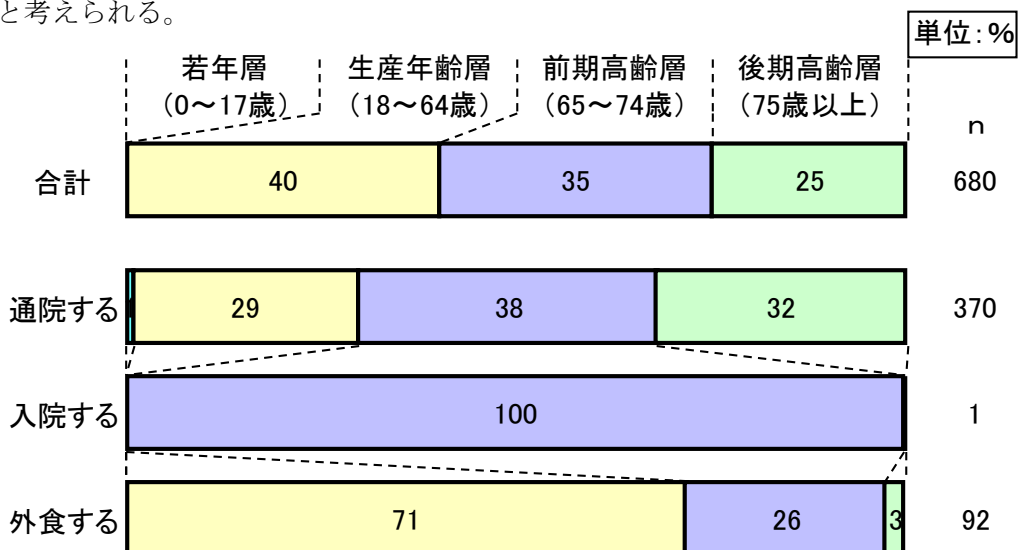 と考えられる。
単位:%
若年層 生産年齢層 前期高齢層 後期高齢層
(0～17歳) (18～64歳) (65～74歳) (75歳以上)
n
合計 40 35 25 680
通院する 29 38 32 370
入院する 100 1
外食する 71 26 3 92